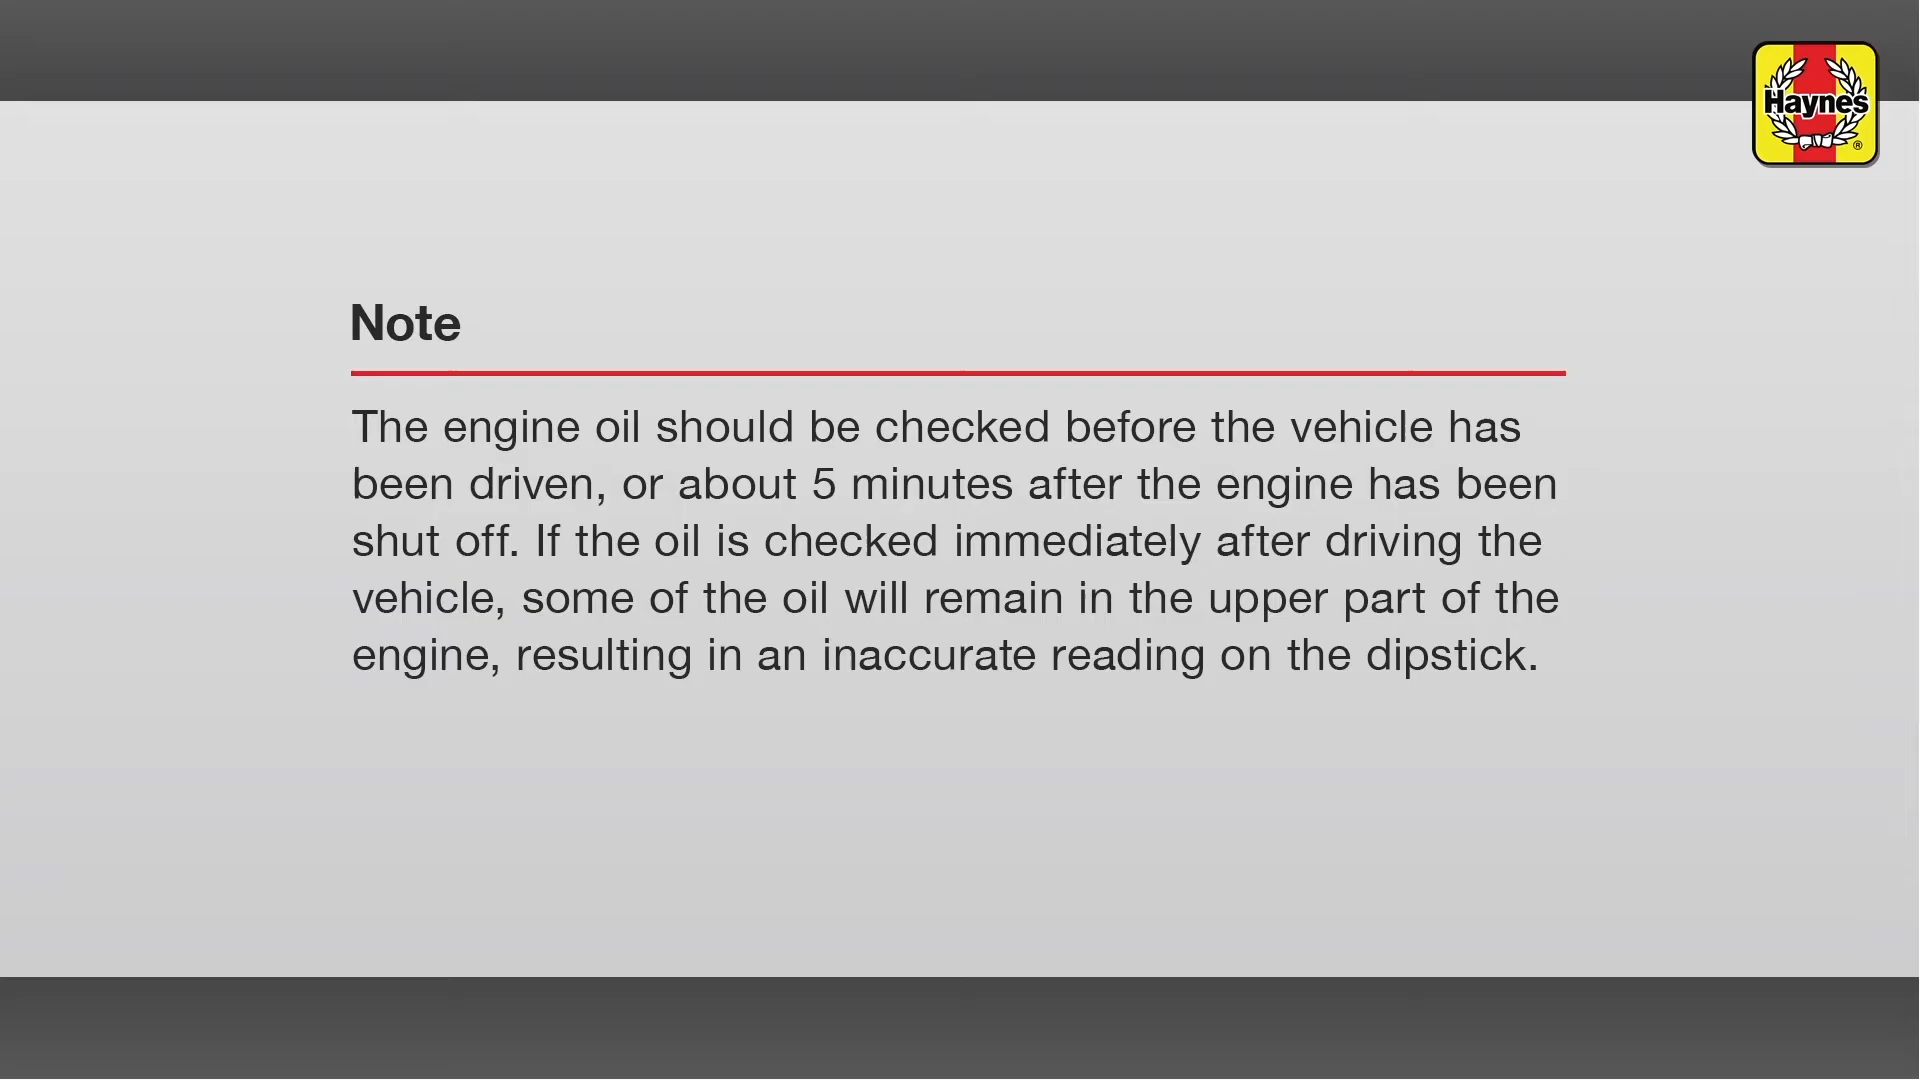 Haynes
®
Note
The engine oil should be checked before the vehicle has
been driven, or about 5 minutes after the engine has been
shut off. If the oil is checked immediately after driving the
vehicle, some of the oil will remain in the upper part of the
engine, resulting in an inaccurate reading on the dipstick.